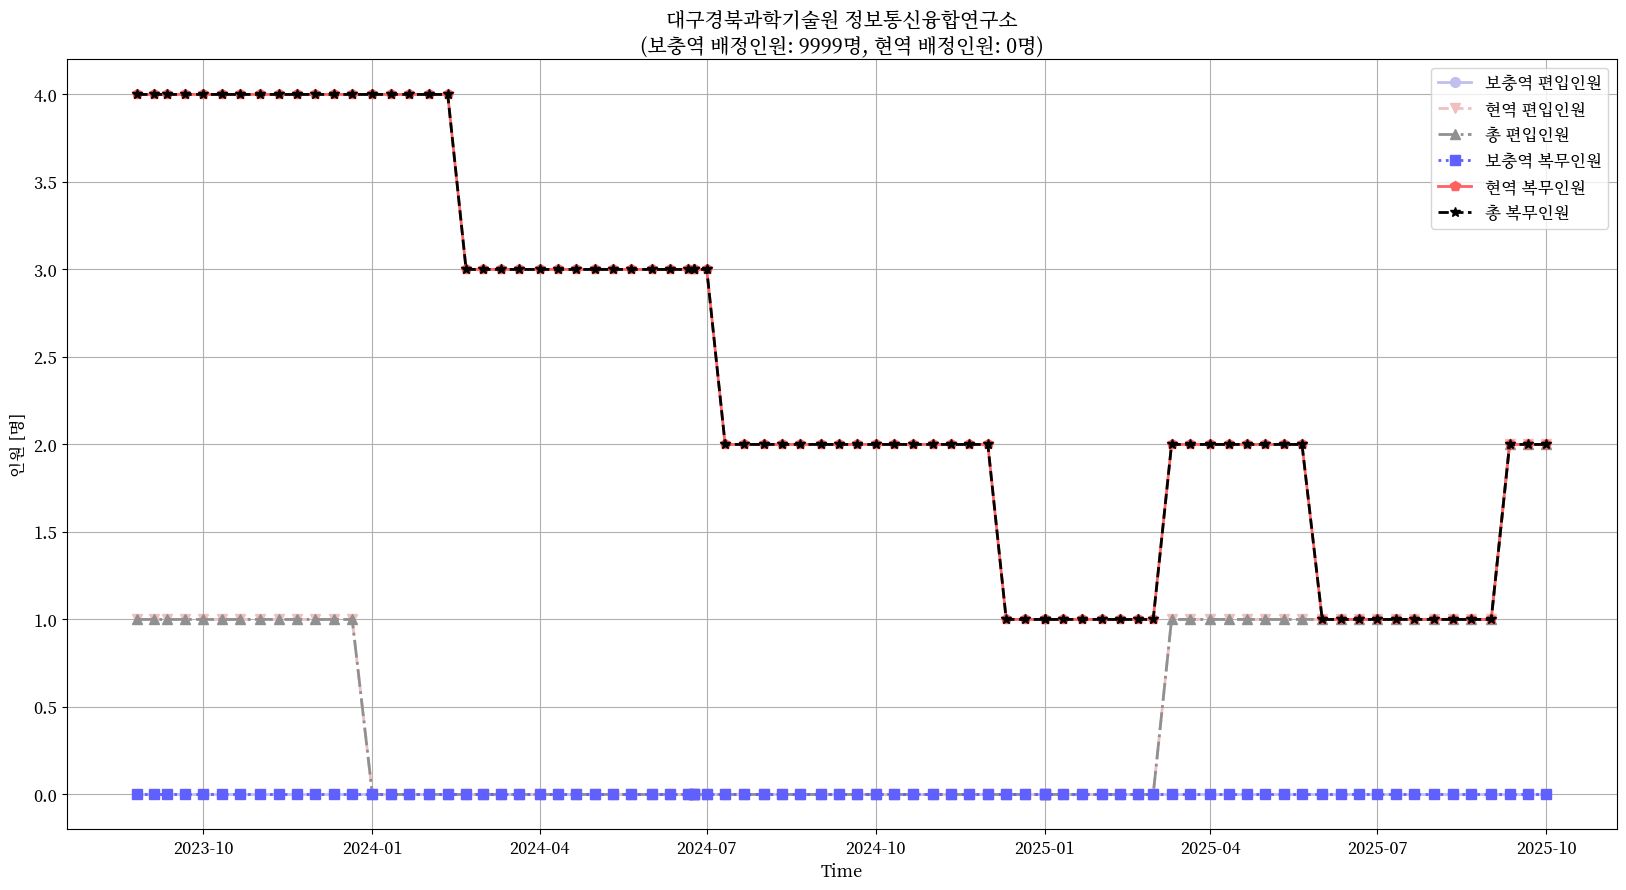 대구경북과학기술원 정보통신융합연구소
(보충역 배정인원: 9999명, 현역 배정인원: 0명)
보충역 편입인원
현역 편입인원
총 편입인원
보충역 복무인원
현역 복무인원
총 복무인원
인원 [명]
4.0
3.5
3.0
2.5
2.0
1.5
1.0
0.5
0.0
2023-10
2024-01
2024-04
2024-07
2024-10
2025-01
2025-04
2025-07
2025-10
Time